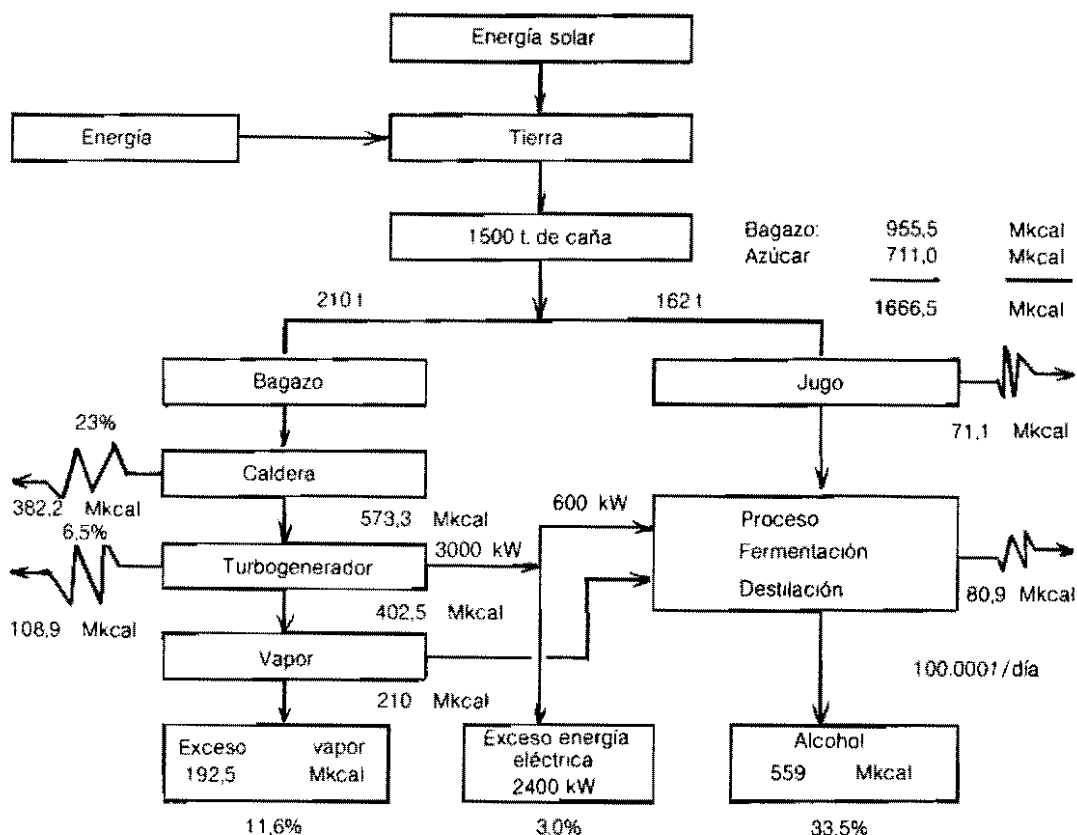 Energía solar
Energía
Tierra
1500 t. de caña
Bagazo: 955,5 Mkcal
Azúcar 711,0 Mkcal
1666,5 Mkcal
210 t
162 t
Bagazo
Jugo
71,1 Mkcal
23%
Caldera
382,2 Mkcal
573,3 Mkcal
6,5%
Turbogenerador
3000 kW
600 kW
Proceso
Fermentación
Destilación
80,9 Mkcal
108,9 Mkcal
402,5 Mkcal
Vapor
210 Mkcal
100.000 l/día
Exceso vapor
192,5 Mkcal
Exceso energía
eléctrica
2400 kW
Alcohol
559 Mkcal
11,6%
3,0%
33,5%